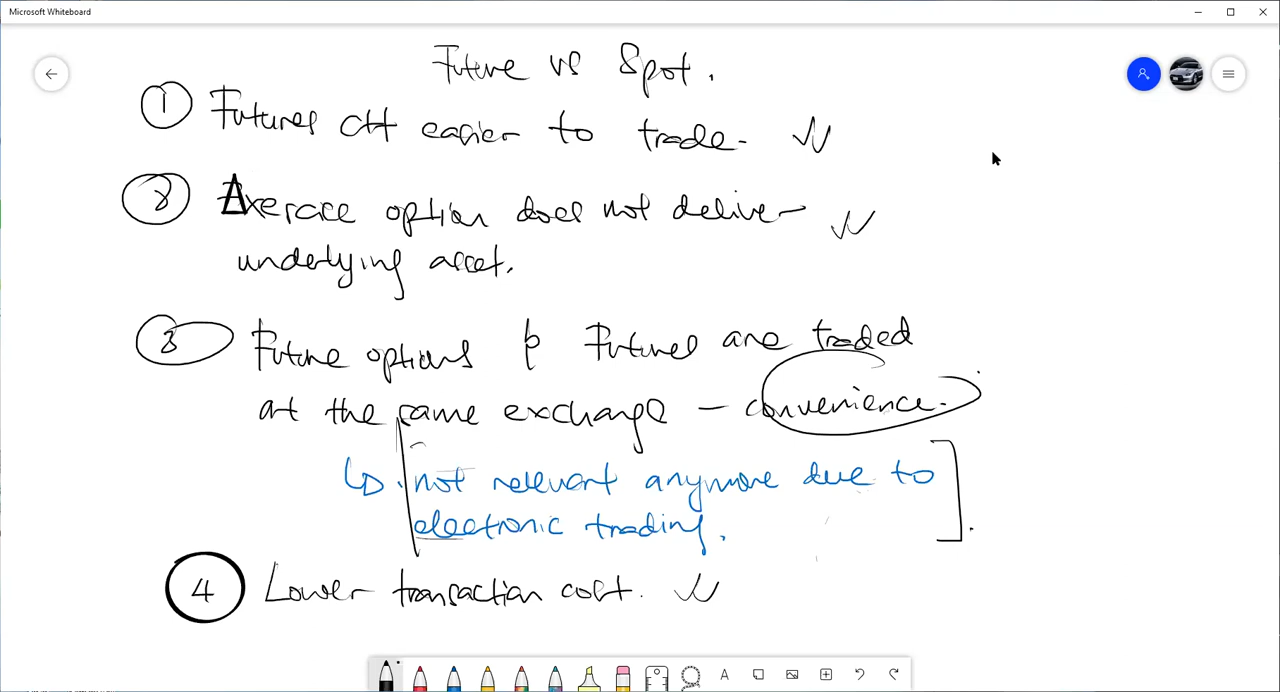 Microsoft Whiteboard
Future vs Spot.
① Futures easier to trade.
② Axerace option does not deliver
underlying asset.
③ Future options & Futures are traded
at the same exchange – convenience.
↳ not relevant anymore due to
electronic trading.
④ Lower transaction cost.